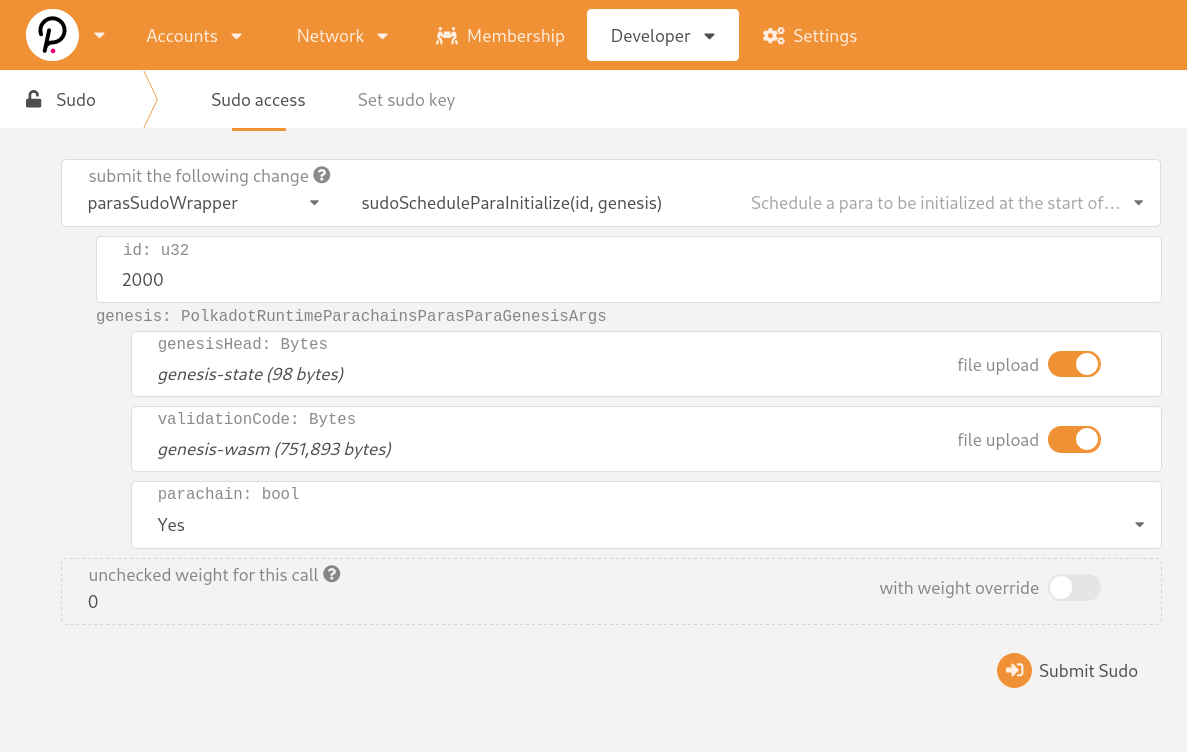 Accounts Network Membership Developer Settings
Sudo Sudo access Set sudo key
submit the following change
parasSudoWrapper sudoScheduleParaInitialize(id, genesis) Schedule a para to be initialized at the start of…
id: u32
2000
genesis: PolkadotRuntimeParachainsParasParaGenesisArgs
genesisHead: Bytes
genesis-state (98 bytes) file upload
validationCode: Bytes
genesis-wasm (751,893 bytes) file upload
parachain: bool
Yes
unchecked weight for this call
0 with weight override
Submit Sudo